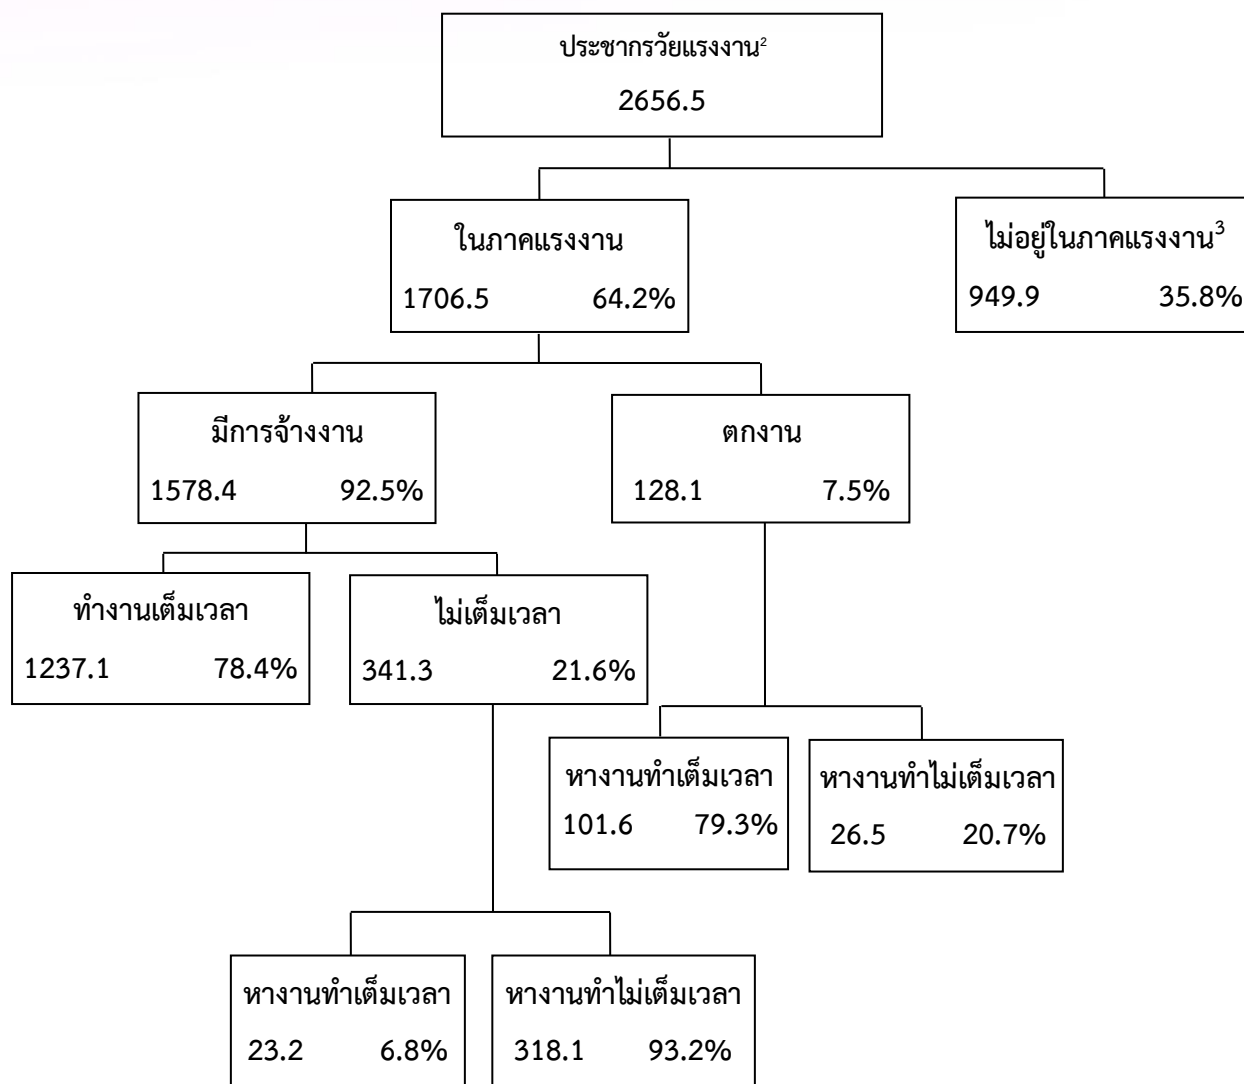 ประชากรวัยแรงงาน²
2656.5
ในภาคแรงงาน
1706.5 64.2%
ไม่อยู่ในภาคแรงงาน³
949.9 35.8%
มีการจ้างงาน
1578.4 92.5%
ตกงาน
128.1 7.5%
ทำงานเต็มเวลา
1237.1 78.4%
ไม่เต็มเวลา
341.3 21.6%
หางานทำเต็มเวลา
101.6 79.3%
หางานทำไม่เต็มเวลา
26.5 20.7%
หางานทำเต็มเวลา
23.2 6.8%
หางานทำไม่เต็มเวลา
318.1 93.2%